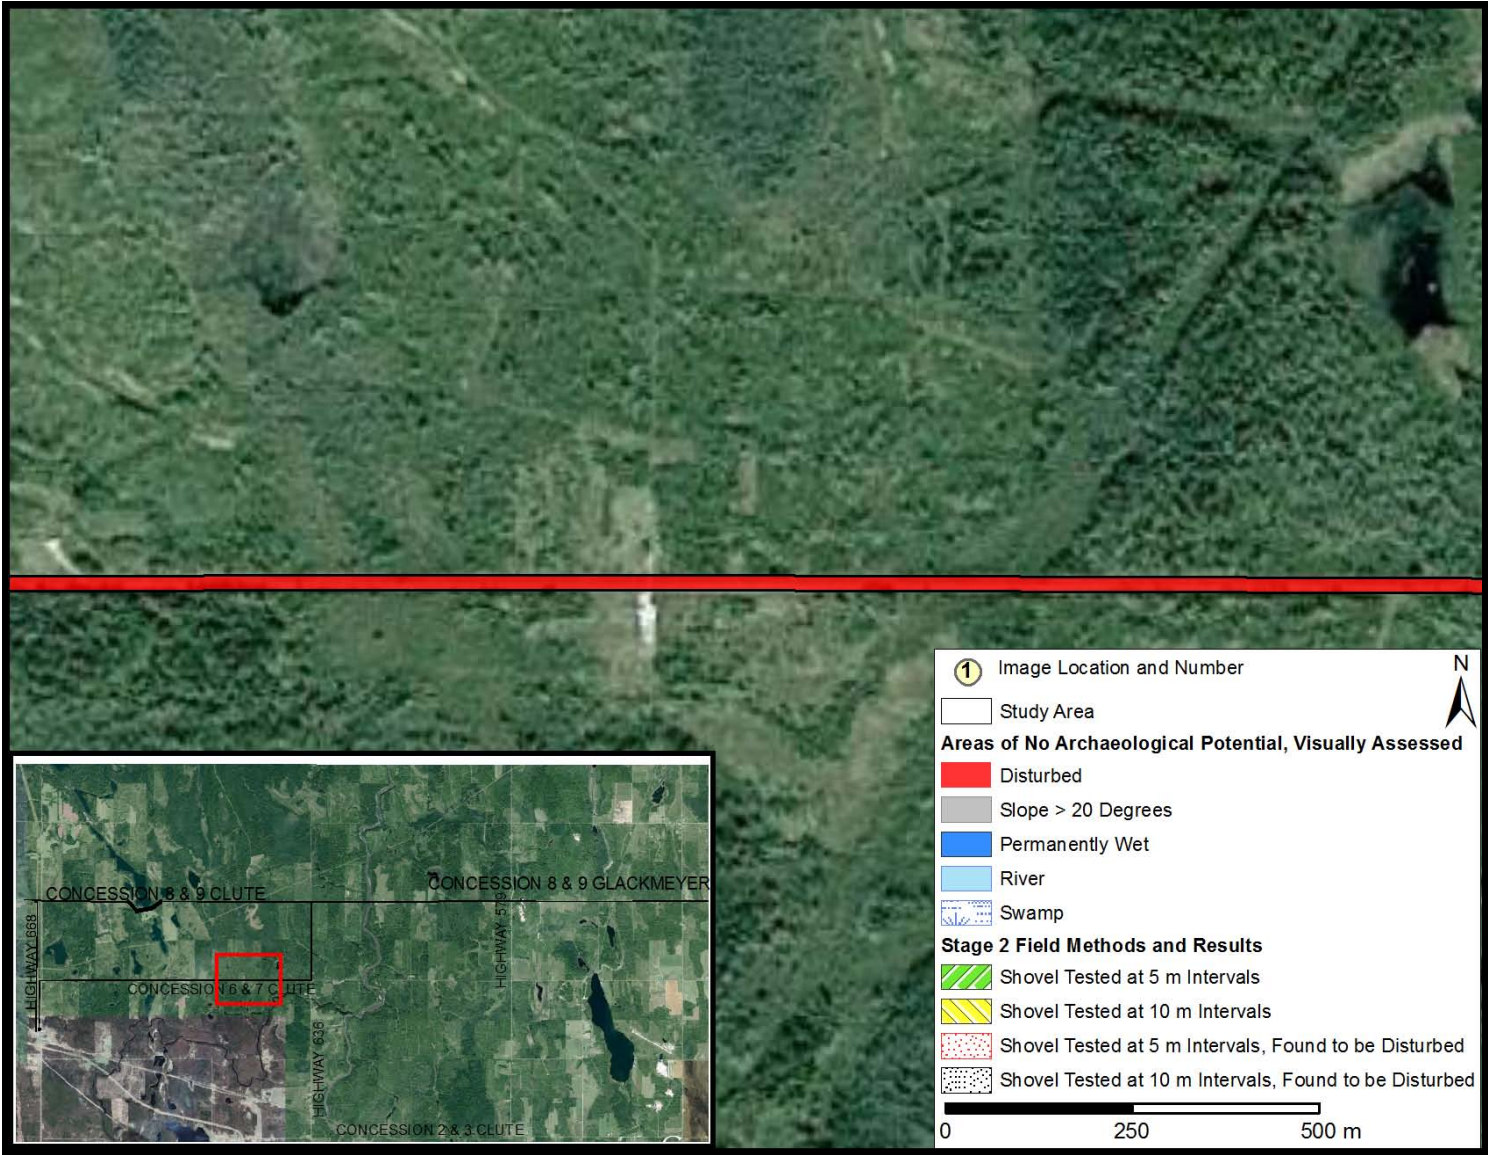 1 Image Location and Number
N
Study Area
Areas of No Archaeological Potential, Visually Assessed
Disturbed
Slope > 20 Degrees
Permanently Wet
River
Swamp
Stage 2 Field Methods and Results
Shovel Tested at 5 m Intervals
Shovel Tested at 10 m Intervals
Shovel Tested at 5 m Intervals, Found to be Disturbed
Shovel Tested at 10 m Intervals, Found to be Disturbed
0 250 500 m
CONCESSION 8 & 9 CLUTE
CONCESSION 8 & 9 GLACKMEYER
HIGHWAY 668
HIGHWAY 579
CONCESSION 6 & 7 CLUTE
HIGHWAY 636
CONCESSION 2 & 3 CLUTE